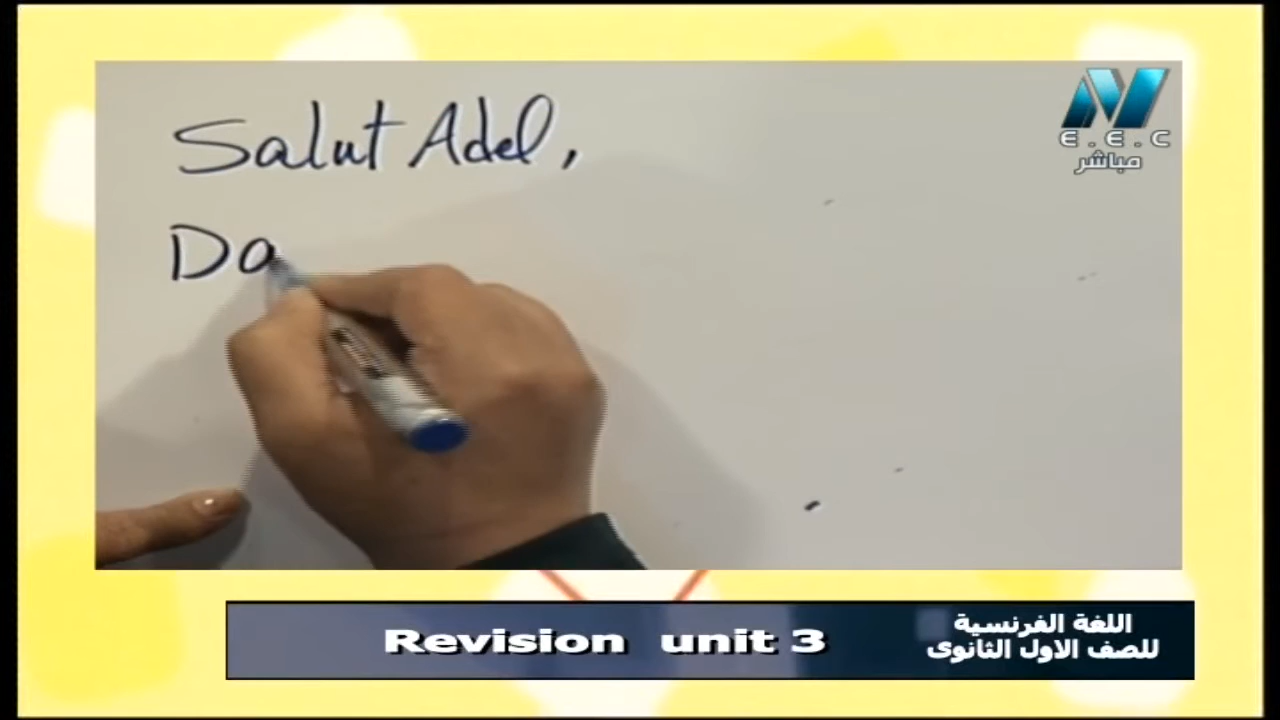 Salut Adel,
Da
E.E.C
مباشر
Revision unit 3
اللغة الفرنسية
للصف الاول الثانوى